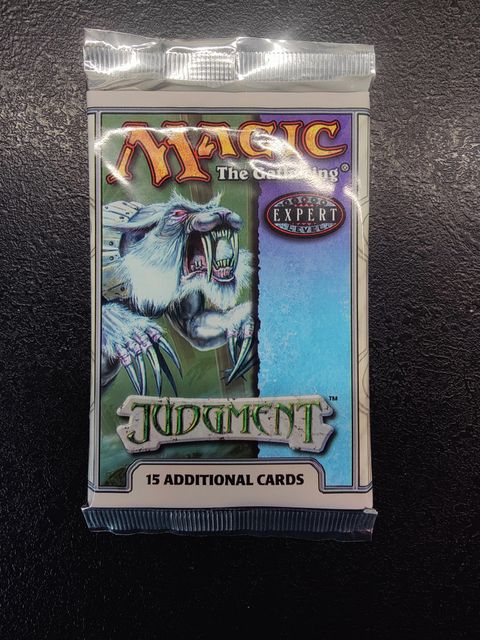 MAGIC
The Gathering®
EXPERT
LEVEL
JUDGMENT™
15 ADDITIONAL CARDS